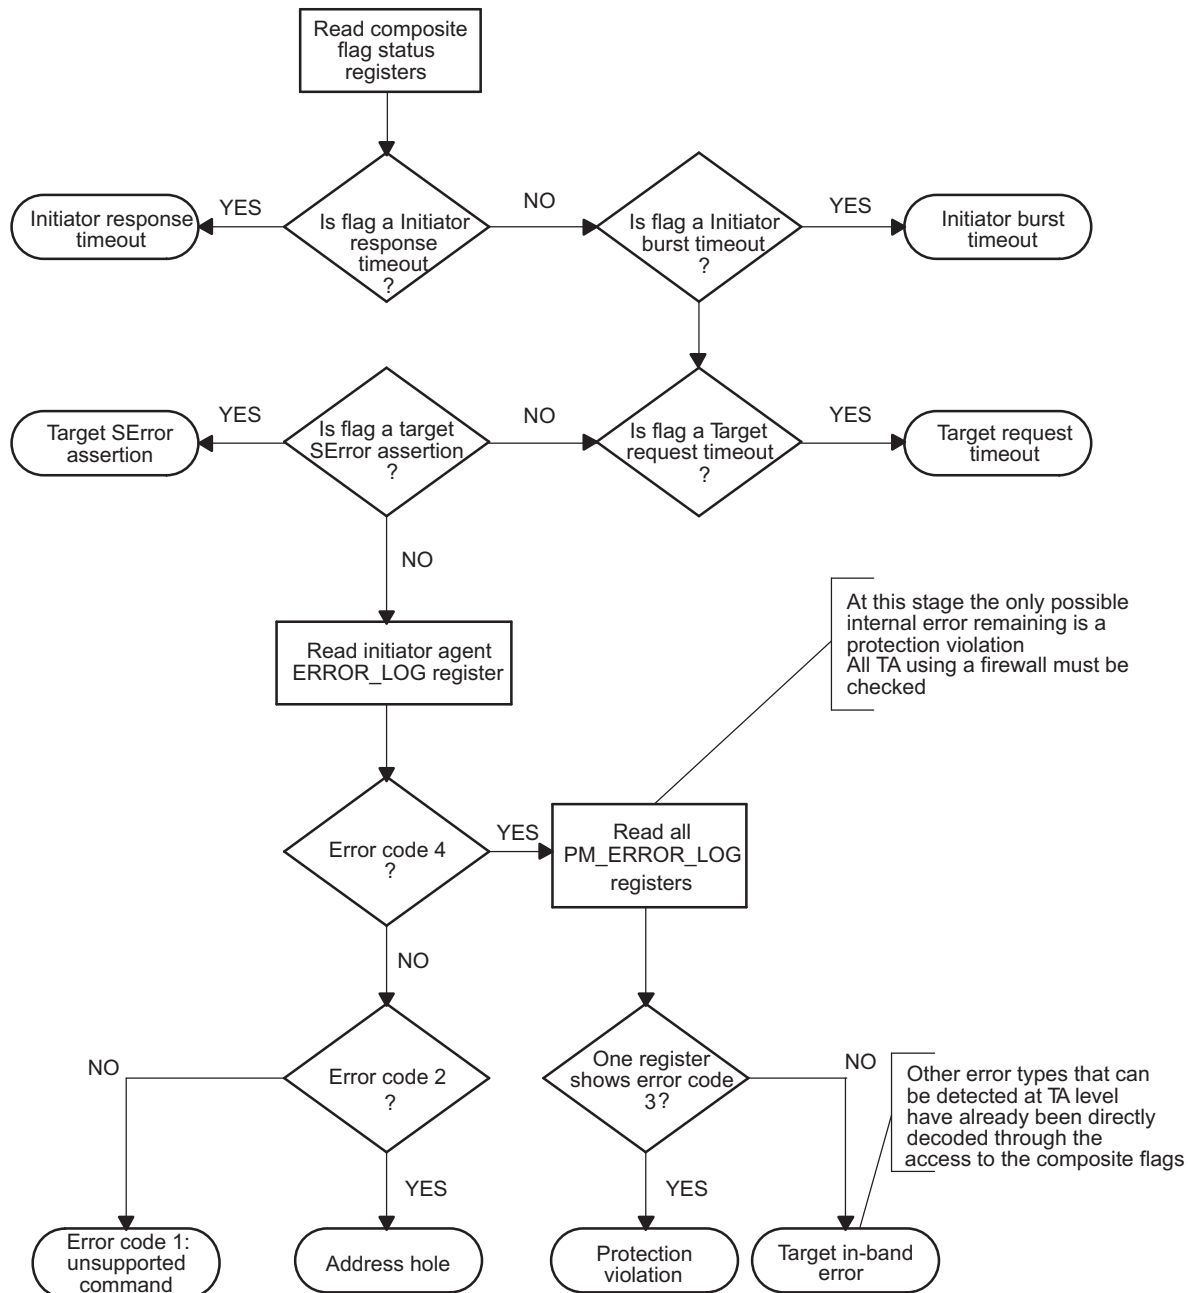 Read composite
flag status
registers
YES
NO
YES
Initiator response
timeout
Is flag a Initiator
response
timeout
?
Is flag a Initiator
burst timeout
?
Initiator burst
timeout
YES
NO
YES
Target SError
assertion
Is flag a target
SError assertion
?
Is flag a Target
request timeout
?
Target request
timeout
NO
At this stage the only possible
internal error remaining is a
protection violation
All TA using a firewall must be
checked
Read initiator agent
ERROR_LOG register
Error code 4
?
YES
Read all
PM_ERROR_LOG
registers
NO
NO
Error code 2
?
One register
shows error code
3?
NO
Other error types that can
be detected at TA level
have already been directly
decoded through the
access to the composite flags
YES
YES
Error code 1:
unsupported
command
Address hole
Protection
violation
Target in-band
error